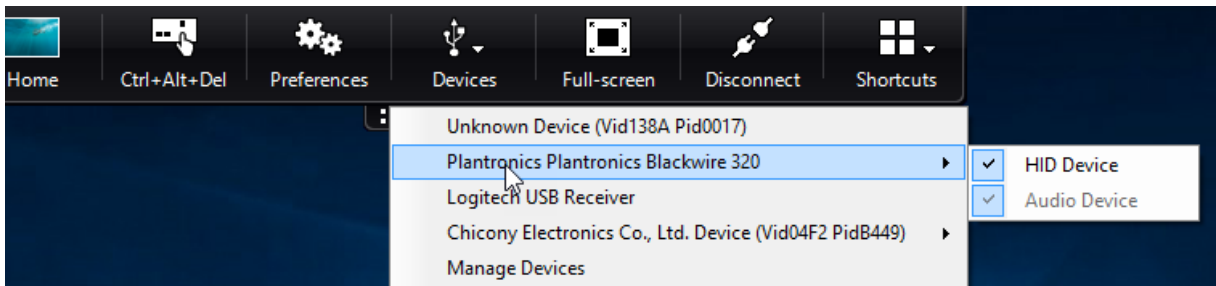 Home Ctrl+Alt+Del Preferences Devices Full-screen Disconnect Shortcuts
Unknown Device (Vid138A Pid0017)
Plantronics Plantronics Blackwire 320
HID Device
Logitech USB Receiver
Audio Device
Chicony Electronics Co., Ltd. Device (Vid04F2 PidB449)
Manage Devices